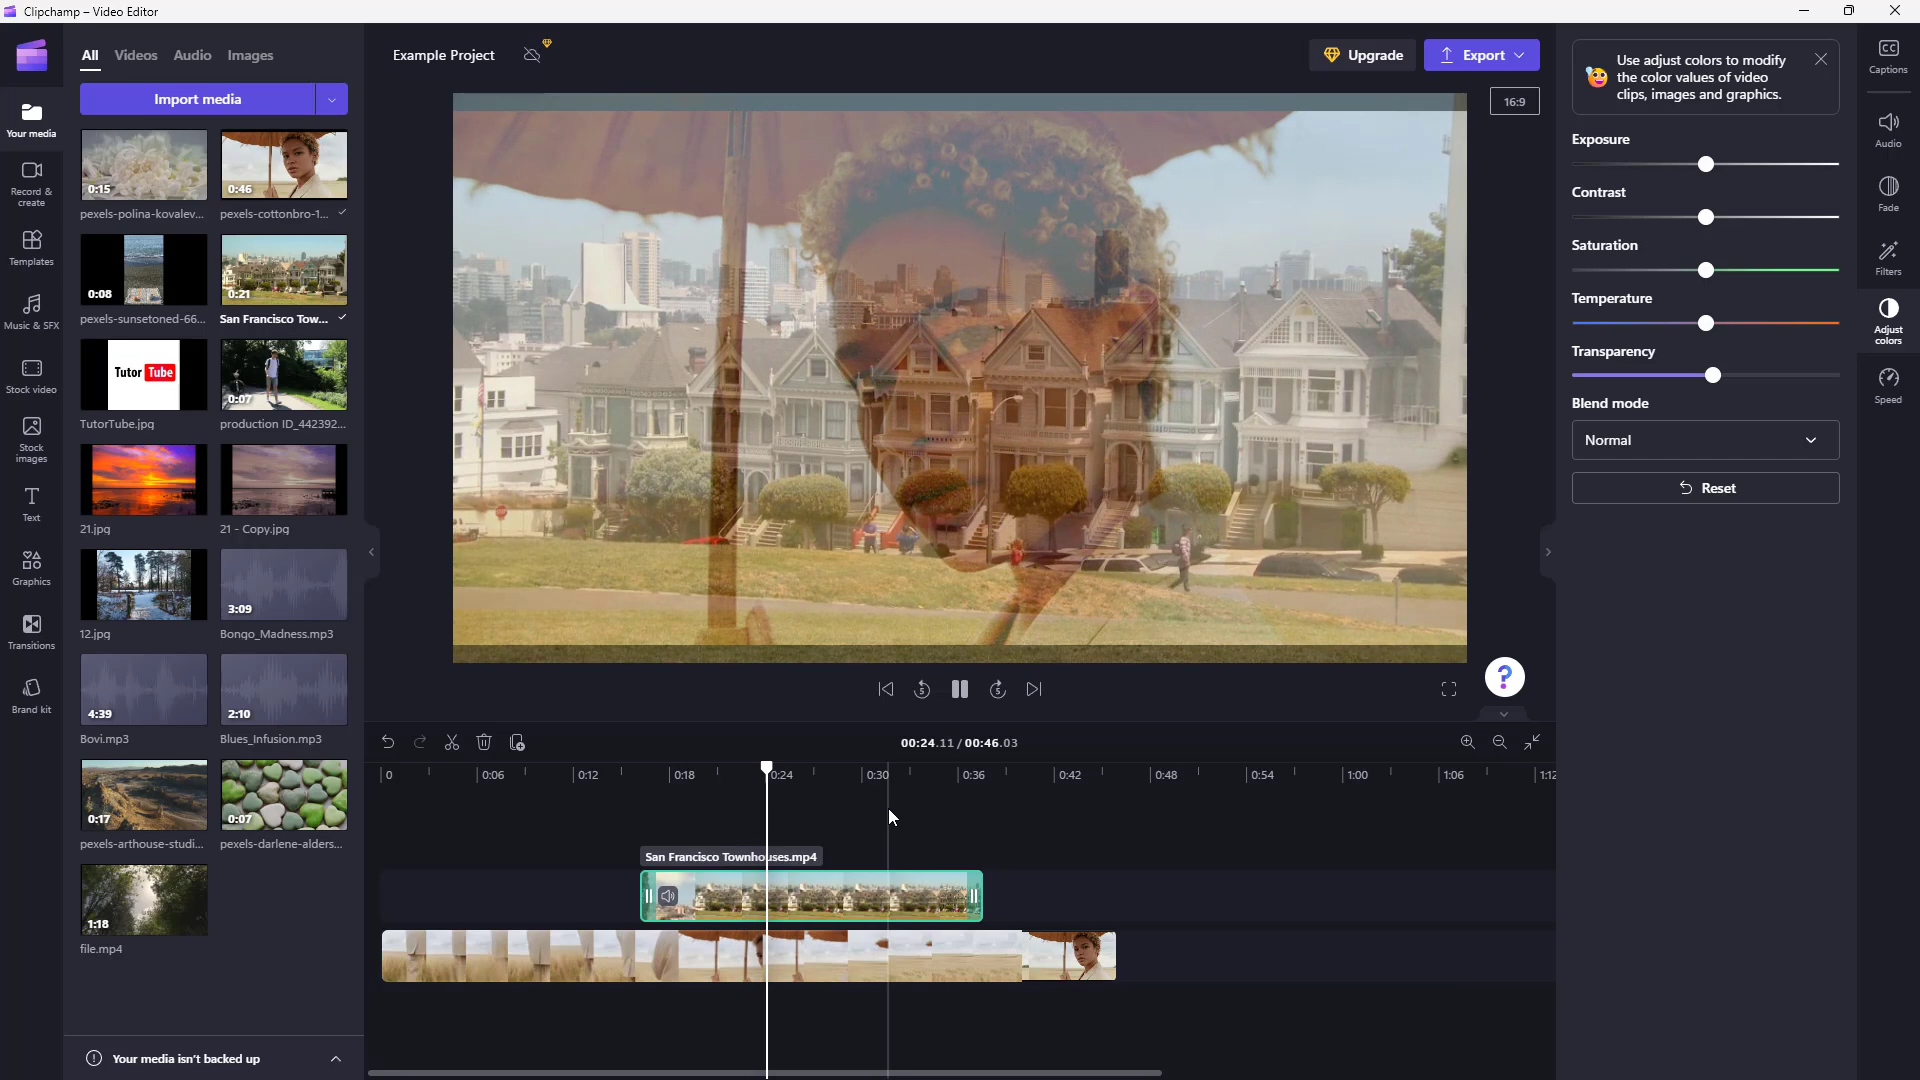 Clipchamp – Video Editor
All Videos Audio Images
Import media
Your media
Record &
create
Templates
Music & SFX
Stock video
Stock
images
Text
Graphics
Transitions
Brand kit
0:15
0:46
pexels-polina-kovalev...
pexels-cottonbro-1...
0:08
0:21
pexels-sunsetoned-66...
San Francisco Tow...
Tutor Tube
0:07
TutorTube.jpg
production ID_442392...
21.jpg
21 - Copy.jpg
3:09
12.jpg
Bongo_Madness.mp3
4:39
2:10
Bovi.mp3
Blues_Infusion.mp3
0:17
0:07
pexels-arthouse-studi...
pexels-darlene-alders...
1:18
file.mp4
Your media isn't backed up
Example Project
Upgrade
Export
16:9
5
5
?
00:24.11 / 00:46.03
0 0:06 0:12 0:18 0:24 0:30 0:36 0:42 0:48 0:54 1:00 1:06 1:12
San Francisco Townhouses.mp4
Use adjust colors to modify
the color values of video
clips, images and graphics.
Exposure
Contrast
Saturation
Temperature
Transparency
Blend mode
Normal
Reset
CC
Captions
Audio
Fade
Filters
Adjust
colors
Speed